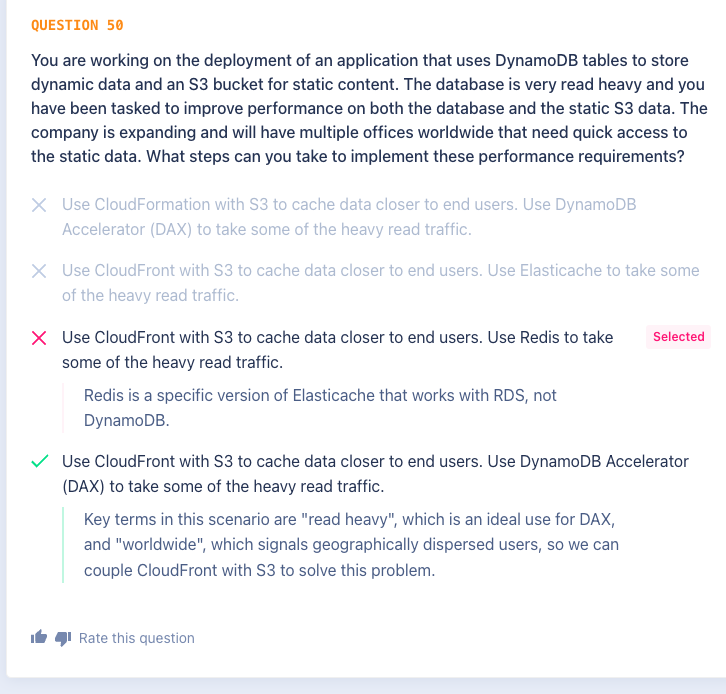 QUESTION 50
You are working on the deployment of an application that uses DynamoDB tables to store
dynamic data and an S3 bucket for static content. The database is very read heavy and you
have been tasked to improve performance on both the database and the static S3 data. The
company is expanding and will have multiple offices worldwide that need quick access to
the static data. What steps can you take to implement these performance requirements?
Use CloudFormation with S3 to cache data closer to end users. Use DynamoDB
Accelerator (DAX) to take some of the heavy read traffic.
Use CloudFront with S3 to cache data closer to end users. Use Elasticache to take some
of the heavy read traffic.
Use CloudFront with S3 to cache data closer to end users. Use Redis to take
some of the heavy read traffic.
Selected
Redis is a specific version of Elasticache that works with RDS, not
DynamoDB.
Use CloudFront with S3 to cache data closer to end users. Use DynamoDB Accelerator
(DAX) to take some of the heavy read traffic.
Key terms in this scenario are "read heavy", which is an ideal use for DAX,
and "worldwide", which signals geographically dispersed users, so we can
couple CloudFront with S3 to solve this problem.
Rate this question